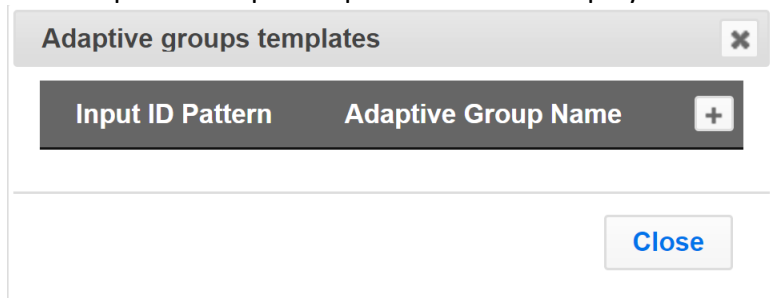 Adaptive groups templates
Input ID Pattern Adaptive Group Name +
Close